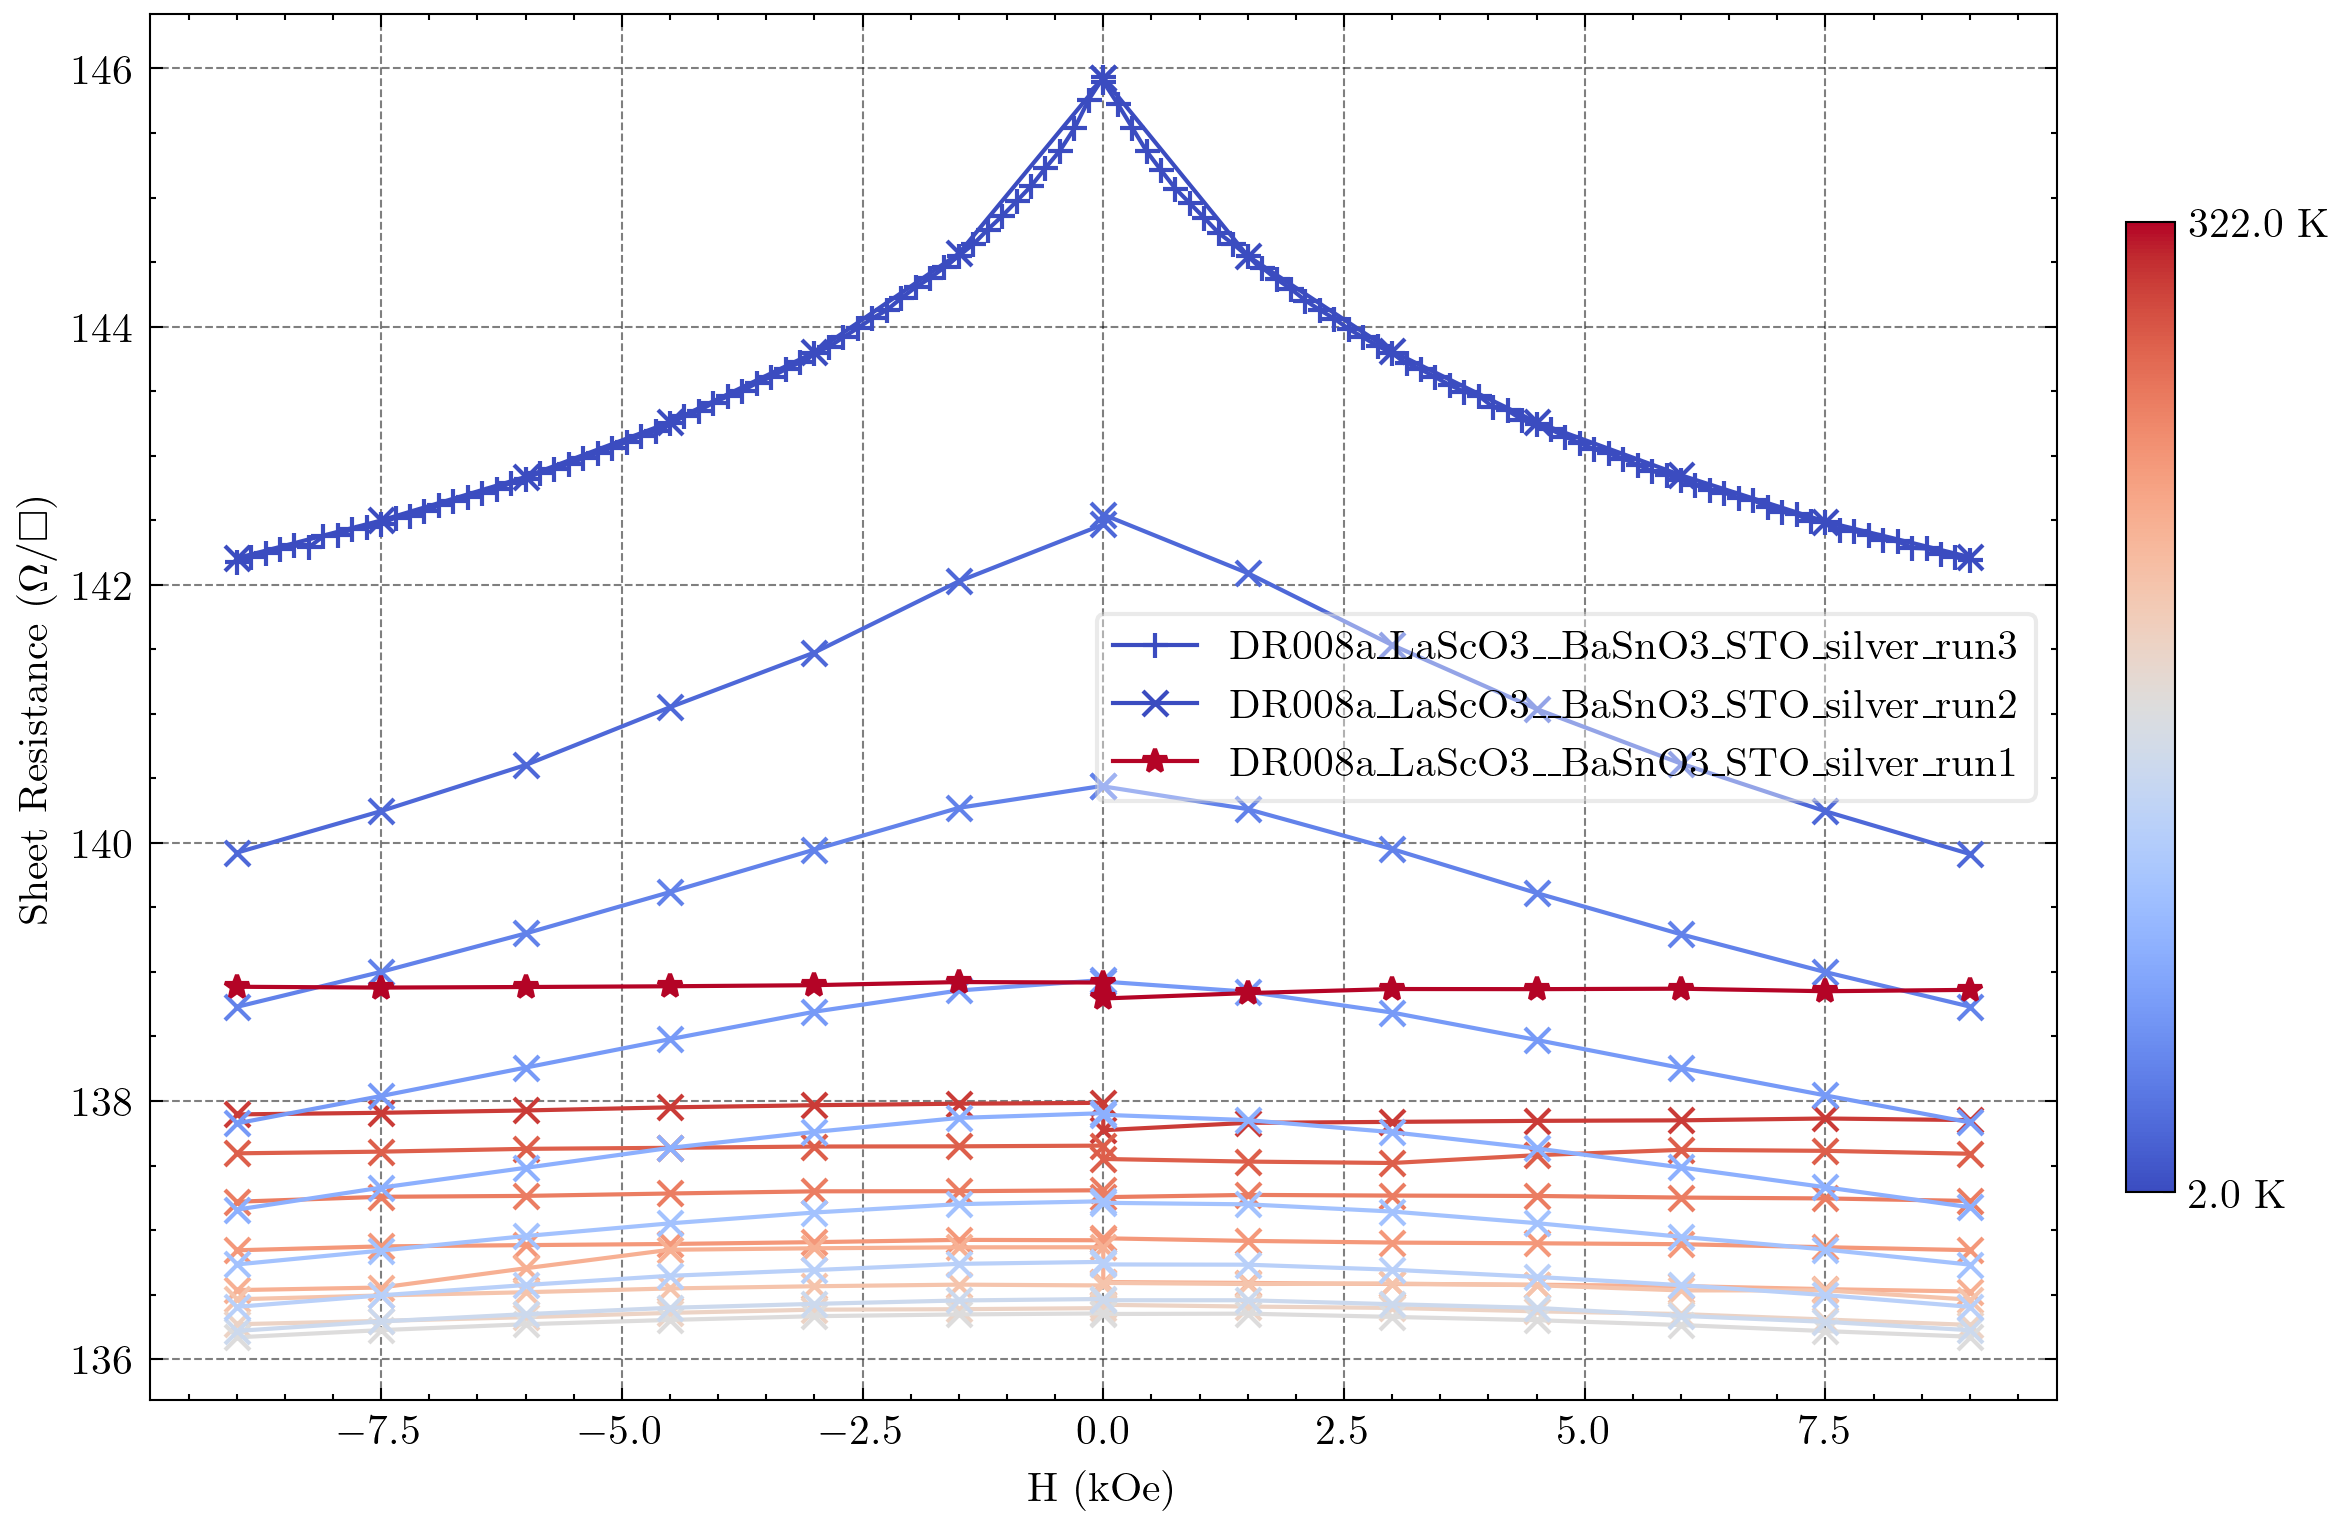 146
144
142
140
138
136
Sheet Resistance (Ω/□)
−7.5 −5.0 −2.5 0.0 2.5 5.0 7.5
H (kOe)
DR008a_LaScO3__BaSnO3_STO_silver_run3
DR008a_LaScO3__BaSnO3_STO_silver_run2
DR008a_LaScO3__BaSnO3_STO_silver_run1
322.0 K
2.0 K